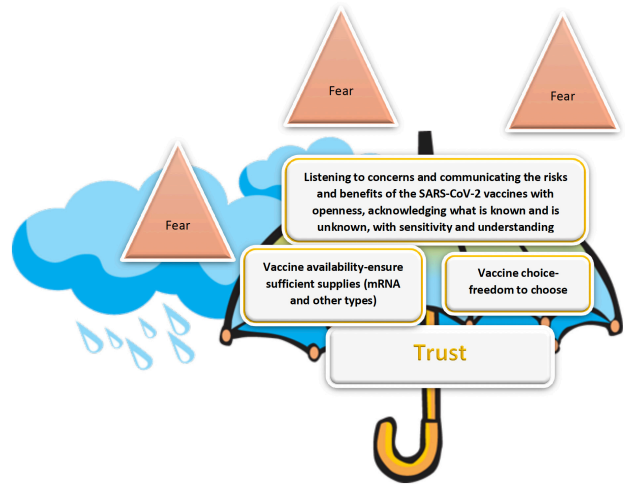 Fear
Fear
Fear
Listening to concerns and communicating the risks
and benefits of the SARS-CoV-2 vaccines with
openness, acknowledging what is known and is
unknown, with sensitivity and understanding
Vaccine availability-ensure
sufficient supplies (mRNA
and other types)
Vaccine choice-
freedom to choose
Trust